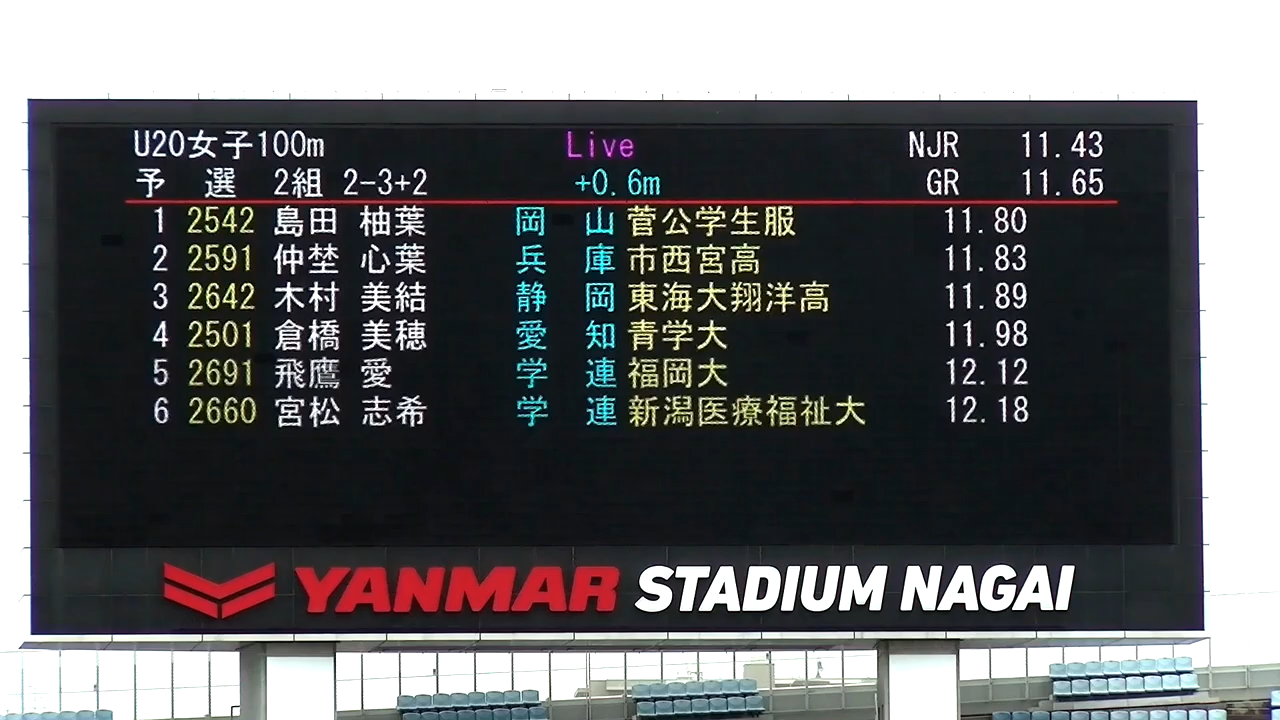 U20女子100m Live NJR 11.43
予 選 2組 2-3+2 +0.6m GR 11.65
1 2542 島田 柚葉 岡 山 菅公学生服 11.80
2 2591 仲埜 心葉 兵 庫 市西宮高 11.83
3 2642 木村 美結 静 岡 東海大翔洋高 11.89
4 2501 倉橋 美穂 愛 知 青学大 11.98
5 2691 飛鷹 愛 学 連 福岡大 12.12
6 2660 宮松 志希 学 連 新潟医療福祉大 12.18
YANMAR STADIUM NAGAI